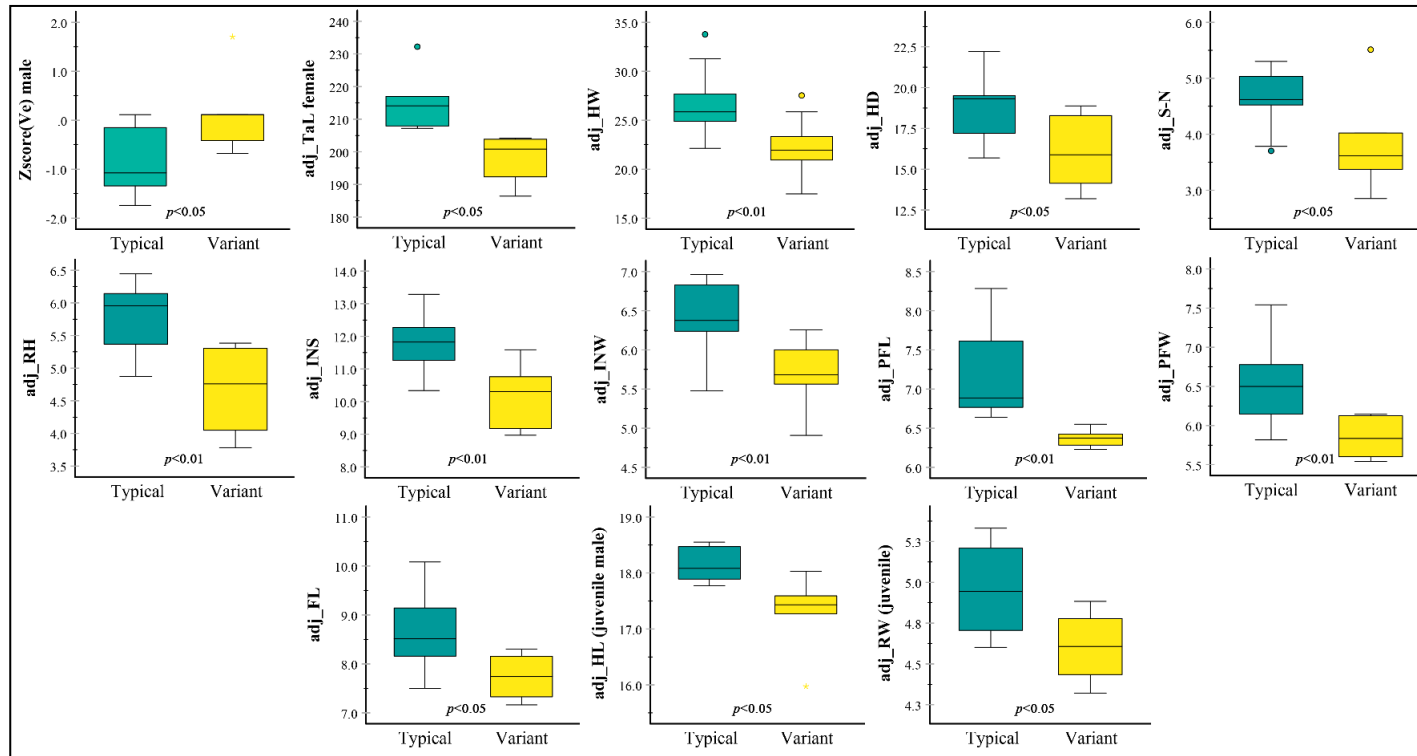 Zscore(Ve) male
2.0
1.0
.0
-1.0
-2.0
p<0.05
Typical Variant
adj_TaL female
240
230
220
210
200
190
180
p<0.05
Typical Variant
adj_HW
35.0
30.0
25.0
20.0
15.0
p<0.01
Typical Variant
adj_HD
22.5
20.0
17.5
15.0
12.5
p<0.05
Typical Variant
adj_S-N
6.0
5.0
4.0
3.0
p<0.05
Typical Variant
adj_RH
6.5
6.0
5.5
5.0
4.5
4.0
3.5
p<0.01
Typical Variant
adj_INS
14.0
13.0
12.0
11.0
10.0
9.0
8.0
p<0.01
Typical Variant
adj_INW
7.0
6.5
6.0
5.5
5.0
4.5
p<0.01
Typical Variant
adj_PFL
8.5
8.0
7.5
7.0
6.5
6.0
p<0.01
Typical Variant
adj_PFW
8.0
7.5
7.0
6.5
6.0
5.5
p<0.01
Typical Variant
adj_FL
11.0
10.0
9.0
8.0
7.0
p<0.05
Typical Variant
adj_HL (juvenile male)
19.0
18.0
17.0
16.0
p<0.05
Typical Variant
adj_RW (juvenile)
5.3
5.0
4.8
4.5
4.3
p<0.05
Typical Variant